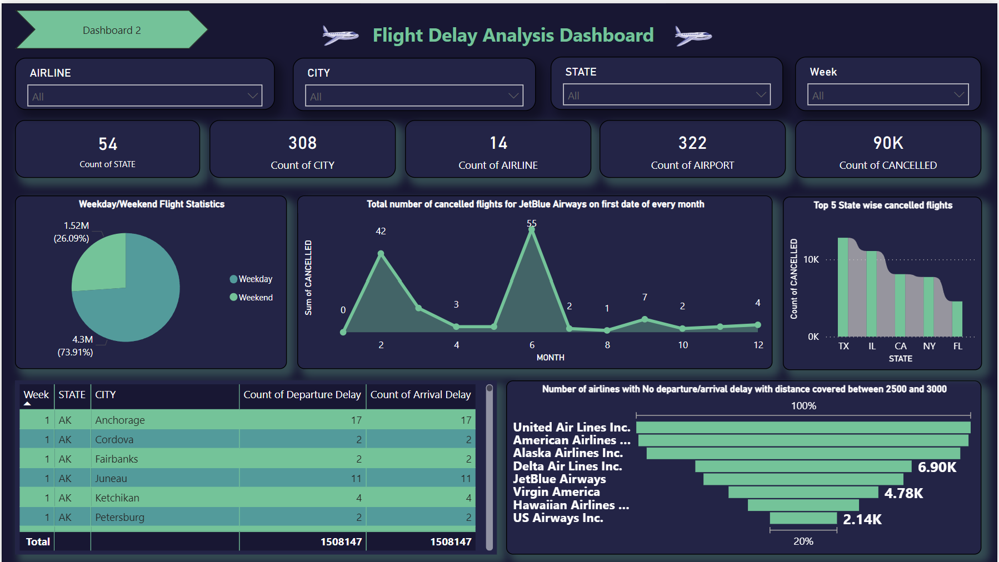 Dashboard 2
Flight Delay Analysis Dashboard
AIRLINE
All
CITY
All
STATE
All
Week
All
54
Count of STATE
308
Count of CITY
14
Count of AIRLINE
322
Count of AIRPORT
90K
Count of CANCELLED
Weekday/Weekend Flight Statistics
1.52M
(26.09%)
4.3M
(73.91%)
Weekday
Weekend
Total number of cancelled flights for JetBlue Airways on first date of every month
Sum of CANCELLED
0
42
3
55
2
1
7
2
4
2
4
6
8
10
12
MONTH
Top 5 State wise cancelled flights
Count of CANCELLED
10K
0K
TX
IL
CA
NY
FL
STATE
Week STATE CITY Count of Departure Delay Count of Arrival Delay
1 AK Anchorage 17 17
1 AK Cordova 2 2
1 AK Fairbanks 2 2
1 AK Juneau 11 11
1 AK Ketchikan 4 4
1 AK Petersburg 2 2
Total 1508147 1508147
Number of airlines with No departure/arrival delay with distance covered between 2500 and 3000
100%
United Air Lines Inc.
American Airlines ...
Alaska Airlines Inc.
Delta Air Lines Inc. 6.90K
JetBlue Airways
Virgin America 4.78K
Hawaiian Airlines ...
US Airways Inc. 2.14K
20%